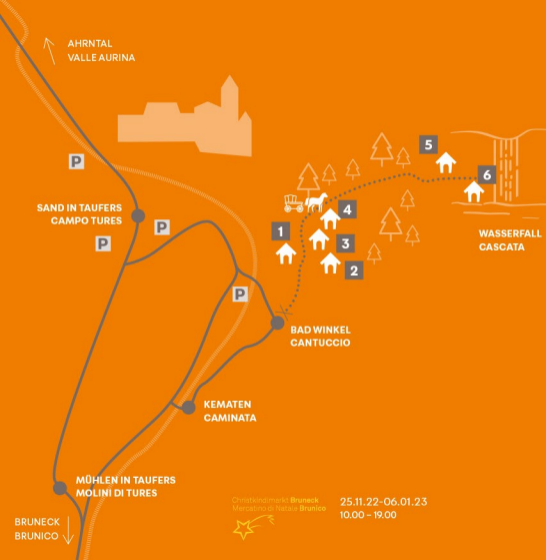 AHRNTAL
VALLE AURINA
P
5
6
SAND IN TAUFERS
CAMPO TURES
P
P
4
1
3
2
WASSERFALL
CASCATA
P
BAD WINKEL
CANTUCCIO
KEMATEN
CAMINATA
MÜHLEN IN TAUFERS
MOLINI DI TURES
BRUNECK
BRUNICO
Christkindlmarkt Bruneck
Mercatino di Natale Brunico
25.11.22-06.01.23
10.00 – 19.00